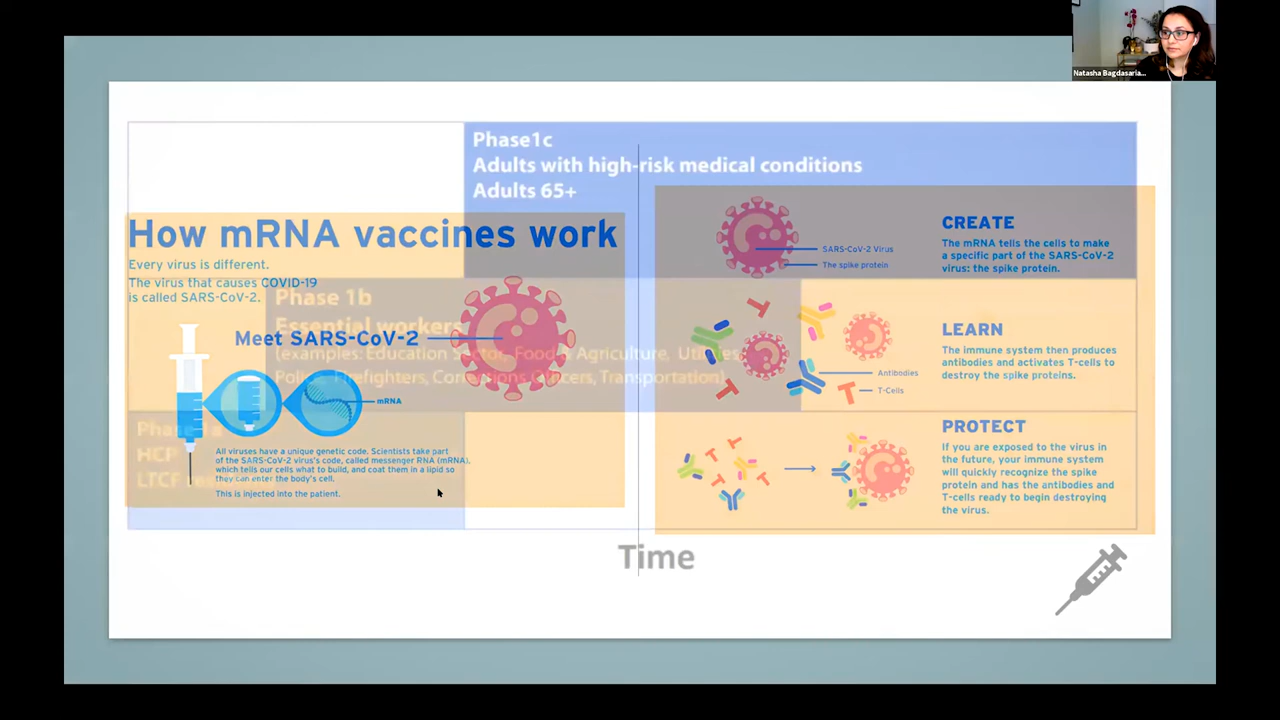 Natasha Bagdasaria...
Phase1c
Adults with high-risk medical conditions
Adults 65+
How mRNA vaccines work
Every virus is different.
The virus that causes COVID-19
is called SARS-CoV-2.
Meet SARS-CoV-2
mRNA
All viruses have a unique genetic code. Scientists take part
of the SARS-CoV-2 virus's code, called messenger RNA (mRNA),
which tells our cells what to build, and coat them in a lipid so
they can enter the body's cell.
This is injected into the patient.
Phase 1b
Essential workers
(examples: Education Sector, Food & Agriculture, Utilities,
Police, Firefighters, Corrections Officers, Transportation)
Phase 1a
HCP
LTCF
SARS-CoV-2 Virus
The spike protein
CREATE
The mRNA tells the cells to make
a specific part of the SARS-CoV-2
virus: the spike protein.
Antibodies
T-Cells
LEARN
The immune system then produces
antibodies and activates T-cells to
destroy the spike proteins.
PROTECT
If you are exposed to the virus in
the future, your immune system
will quickly recognize the spike
protein and has the antibodies and
T-cells ready to begin destroying
the virus.
Time